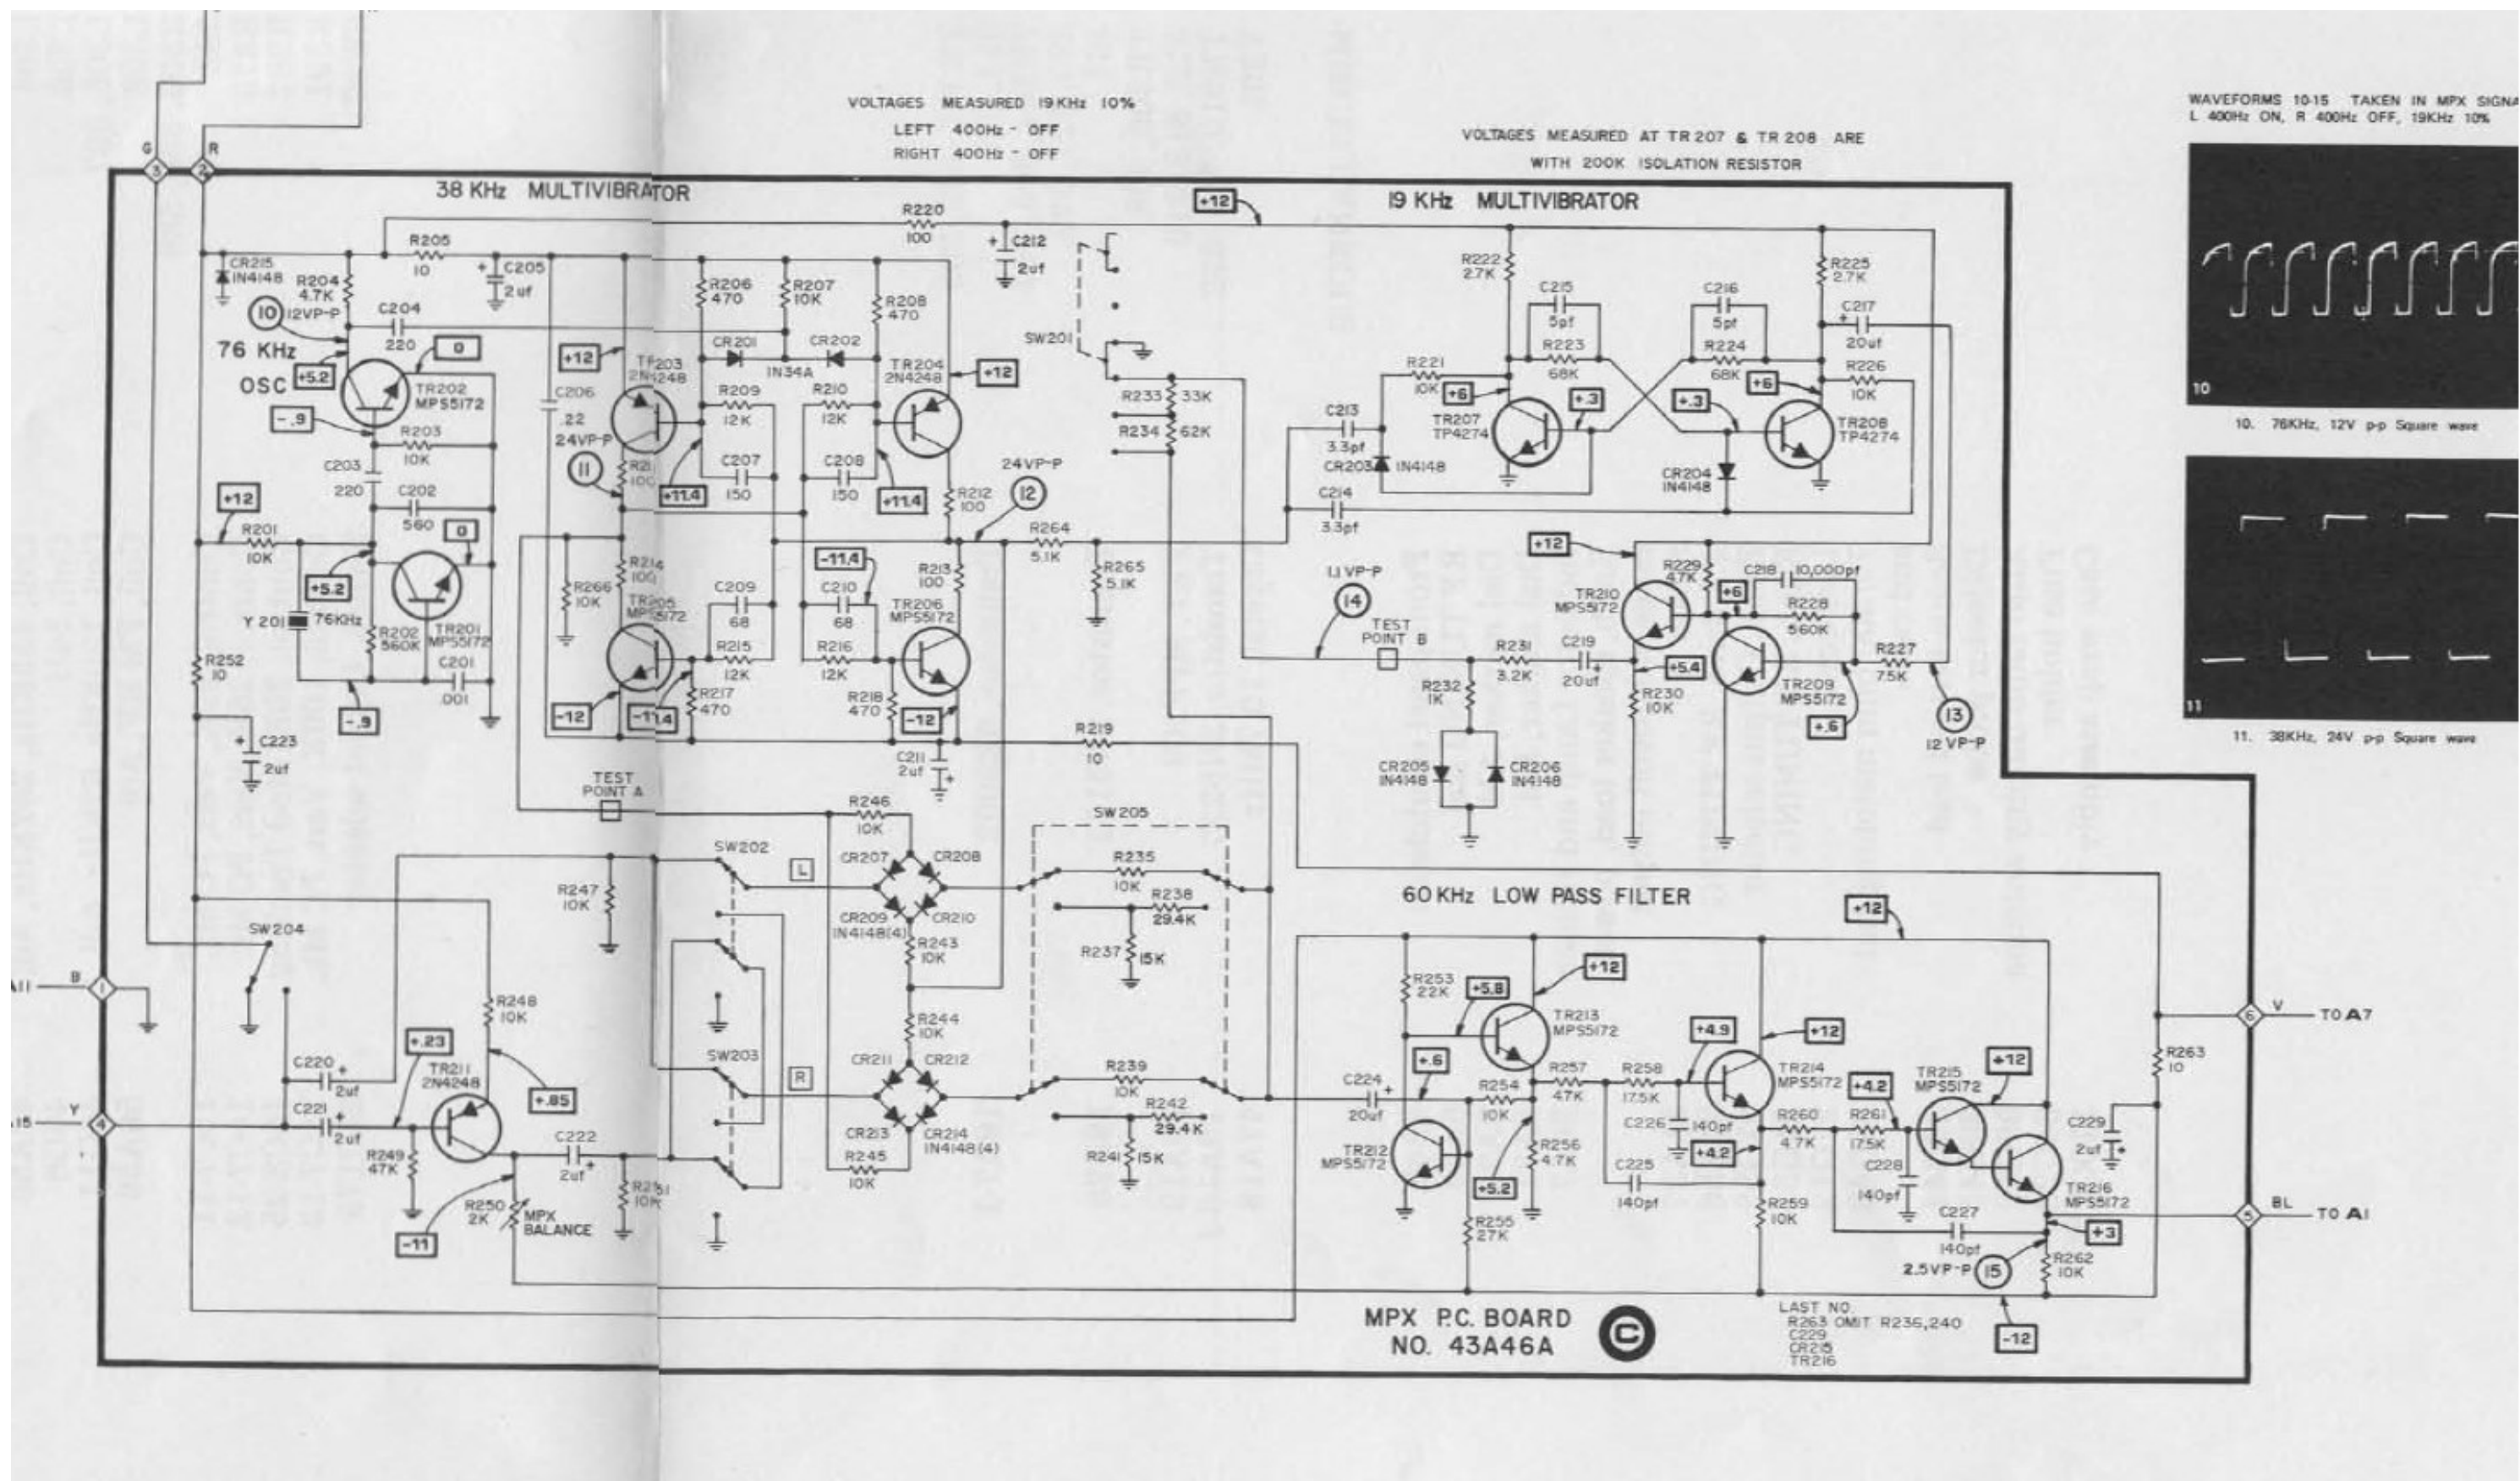 VOLTAGES MEASURED 19KHz 10%
LEFT 400Hz - OFF
RIGHT 400Hz - OFF
VOLTAGES MEASURED AT TR 207 & TR 208 ARE
WITH 200K ISOLATION RESISTOR
WAVEFORMS 10-15 TAKEN IN MPX
L 400Hz ON, R 400Hz OFF, 19KHz 10%
G
R
3
2
38 KHz MULTIVIBRATOR
+12
19 KHz MULTIVIBRATOR
R220
100
C212
2uf
CR215
IN4148
R204
4.7K
R205
10
C205
2uf
10
12VP-P
C204
220
0
76 KHz
OSC
+5.2
TR202
MPS5172
-.9
R203
10K
C203
220
C202
560
+12
R201
10K
0
+5.2
Y 201
76KHz
R202
560K
TR201
MPS5172
C201
.001
-.9
R252
10
C223
2uf
+12
2N4248
C206
.22
24VP-P
11
R206
470
R207
10K
R208
470
CR201
CR202
IN34A
TR204
2N4248
+12
R209
12K
R210
12K
C207
150
C208
150
+11.4
+11.4
R212
100
24VP-P
12
R264
5.1K
R265
5.1K
R266
10K
R214
100
TR205
MPS5172
C209
68
C210
68
-11.4
R213
100
TR206
MPS5172
R215
12K
R216
12K
R217
470
R218
470
-12
-11.4
-12
C211
2uf
R219
10
SW201
R233
33K
R234
62K
R222
2.7K
C215
5pf
R223
68K
C216
5pf
R224
68K
R225
2.7K
C217
20uf
R226
10K
R221
10K
+6
+.3
+.3
+6
TR207
TP4274
TR208
TP4274
C213
3.3pf
CR203
IN4148
C214
3.3pf
CR204
IN4148
+12
1.1 VP-P
14
TEST
POINT B
R231
3.2K
C219
20uf
R232
1K
CR205
IN4148
CR206
IN4148
TR210
MPS5172
R229
4.7K
C218
10,000pf
+6
R228
560K
+5.4
R230
10K
TR209
MPS5172
R227
7.5K
+.6
13
12 VP-P
10
10. 76KHz, 12V p-p Square wave
11
11. 38KHz, 24V p-p Square wave
TEST
POINT A
R246
10K
SW202
L
CR207
CR208
CR209
CR210
IN4148(4)
R243
10K
R244
10K
SW203
R
CR211
CR212
CR213
CR214
IN4148(4)
R245
10K
SW205
R235
10K
R238
29.4K
R237
15K
R239
10K
R242
29.4K
R241
15K
R247
10K
SW204
A11
B
1
R248
10K
+.23
C220
2uf
TR211
2N4248
+.85
15
Y
4
C221
2uf
R249
47K
C222
2uf
R250
2K
MPX
BALANCE
-11
R251
10K
60 KHz LOW PASS FILTER
+12
R253
22K
+5.8
+12
TR213
MPS5172
+.6
C224
20uf
R254
10K
R257
R258
17.5K
+4.9
+12
TR214
MPS5172
C226
140pf
TR212
MPS5172
R256
4.7K
+5.2
C225
140pf
R255
27K
+4.2
R260
4.7K
R261
17.5K
+4.2
TR215
MPS5172
+12
C228
140pf
R259
10K
TR216
MPS5172
C227
140pf
+3
R262
10K
2.5VP-P
15
C229
2uf
R263
10
6
V
TO A7
5
BL
TO A1
-12
MPX P.C. BOARD
NO. 43A46A
C
LAST NO.
R263 OMIT R236,240
C229
CR215
TR216